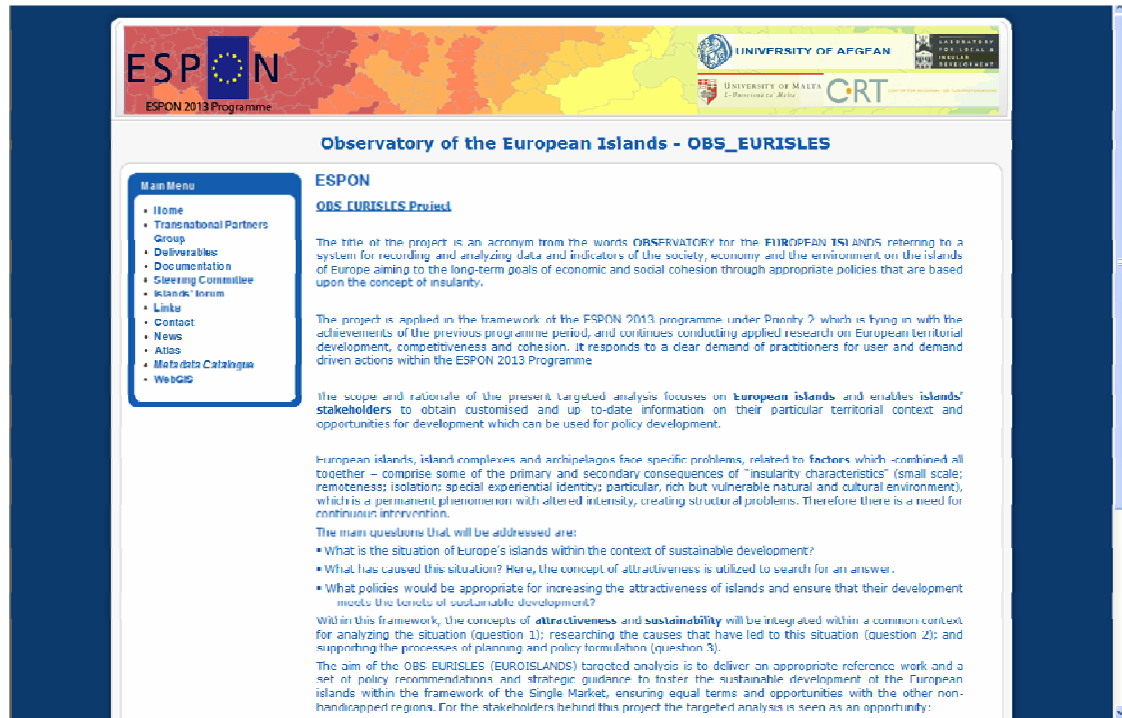 ESPON
ESPON 2013 Programme
UNIVERSITY OF AEGEAN
LABORATORY
FOR LOCAL &
INSULAR
DEVELOPMENT
UNIVERSITY OF MALTA
L-Università ta' Malta
CRT
Observatory of the European Islands - OBS_EURISLES
Main Menu
Home
Transnational Partners
Group
Deliverables
Documentation
Steering Committee
Islands' forum
Links
Contact
News
Atlas
Metadata Catalogue
WebGIS
ESPON
OBS_EURISLES Project
The title of the project is an acronym from the words OBSERVATORY for the EUROPEAN ISLANDS referring to a
system for recording and analyzing data and indicators of the society, economy and the environment on the islands
of Europe aiming to the long-term goals of economic and social cohesion through appropriate policies that are based
upon the concept of insularity.
The project is applied in the framework of the ESPON 2013 programme under Priority 2 which is tying in with the
achievements of the previous programme period, and continues conducting applied research on European territorial
development, competitiveness and cohesion. It responds to a clear demand of practitioners for user and demand
driven actions within the ESPON 2013 Programme
The scope and rationale of the present targeted analysis focuses on European islands and enables islands'
stakeholders to obtain customised and up to-date information on their particular territorial context and
opportunities for development which can be used for policy development.
European islands, island complexes and archipelagos face specific problems, related to factors which -combined all
together – comprise some of the primary and secondary consequences of "insularity characteristics" (small scale;
remoteness; isolation; special experiential identity; particular, rich but vulnerable natural and cultural environment),
which is a permanent phenomenon with altered intensity, creating structural problems. Therefore there is a need for
continuous intervention.
The main questions that will be addressed are:
▪ What is the situation of Europe's islands within the context of sustainable development?
▪ What has caused this situation? Here, the concept of attractiveness is utilized to search for an answer.
▪ What policies would be appropriate for increasing the attractiveness of islands and ensure that their development
meets the tenets of sustainable development?
Within this framework, the concepts of attractiveness and sustainability will be integrated within a common context
for analyzing the situation (question 1); researching the causes that have led to this situation (question 2); and
supporting the processes of planning and policy formulation (question 3).
The aim of the OBS EURISLES (EUROISLANDS) targeted analysis is to deliver an appropriate reference work and a
set of policy recommendations and strategic guidance to foster the sustainable development of the European
islands within the framework of the Single Market, ensuring equal terms and opportunities with the other non-
handicapped regions. For the stakeholders behind this project the targeted analysis is seen as an opportunity: